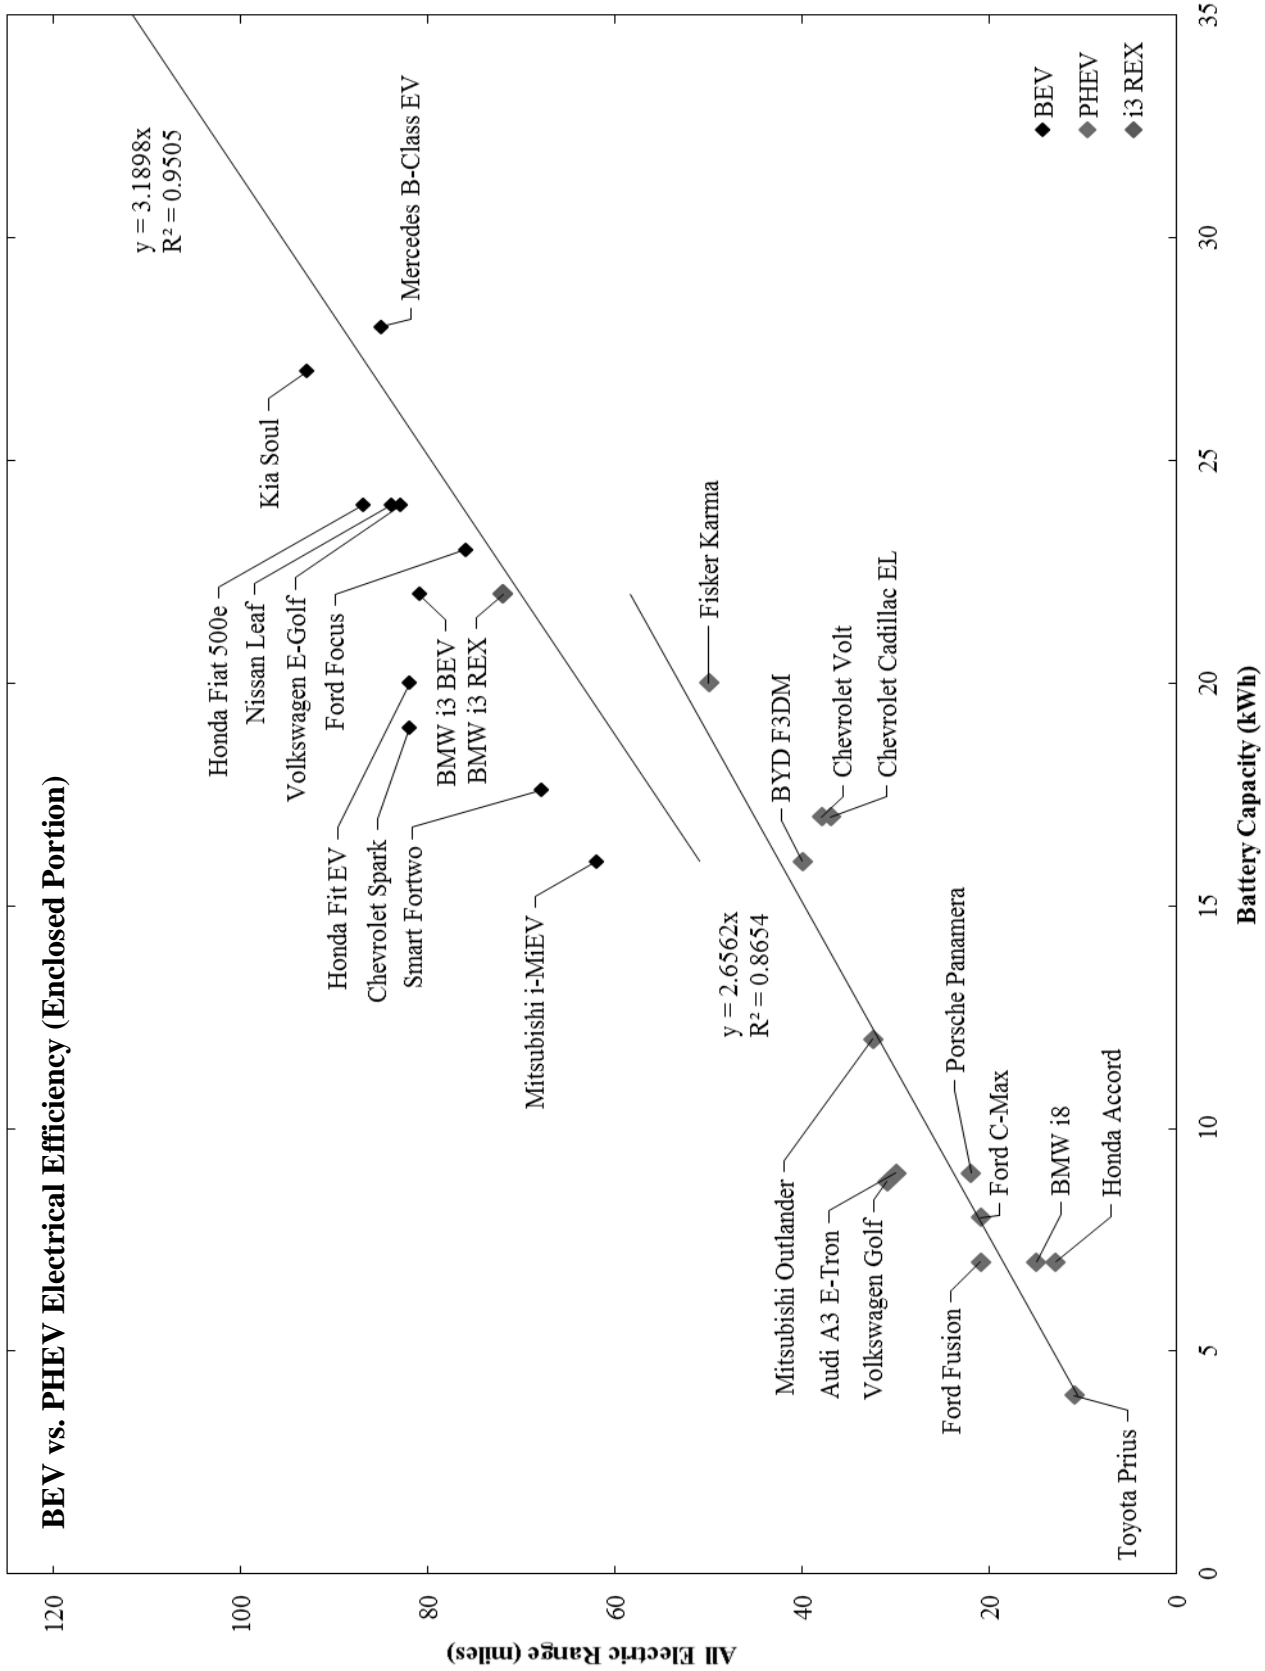 BEV vs. PHEV Electrical Efficiency (Enclosed Portion)
120
100
80
60
40
20
0
All Electric Range (miles)
y = 3.1898x
R² = 0.9505
Mercedes B-Class EV
Kia Soul
Honda Fiat 500e
Nissan Leaf
Volkswagen E-Golf
Ford Focus
BMW i3 BEV
BMW i3 REX
Honda Fit EV
Chevrolet Spark
Smart Fortwo
Mitsubishi i-MiEV
Fisker Karma
BYD F3DM
Chevrolet Volt
Chevrolet Cadillac EL
y = 2.6562x
R² = 0.8654
Mitsubishi Outlander
Audi A3 E-Tron
Volkswagen Golf
Porsche Panamera
Ford C-Max
BMW i8
Honda Accord
Ford Fusion
Toyota Prius
BEV
PHEV
i3 REX
0
5
10
15
20
25
30
35
Battery Capacity (kWh)